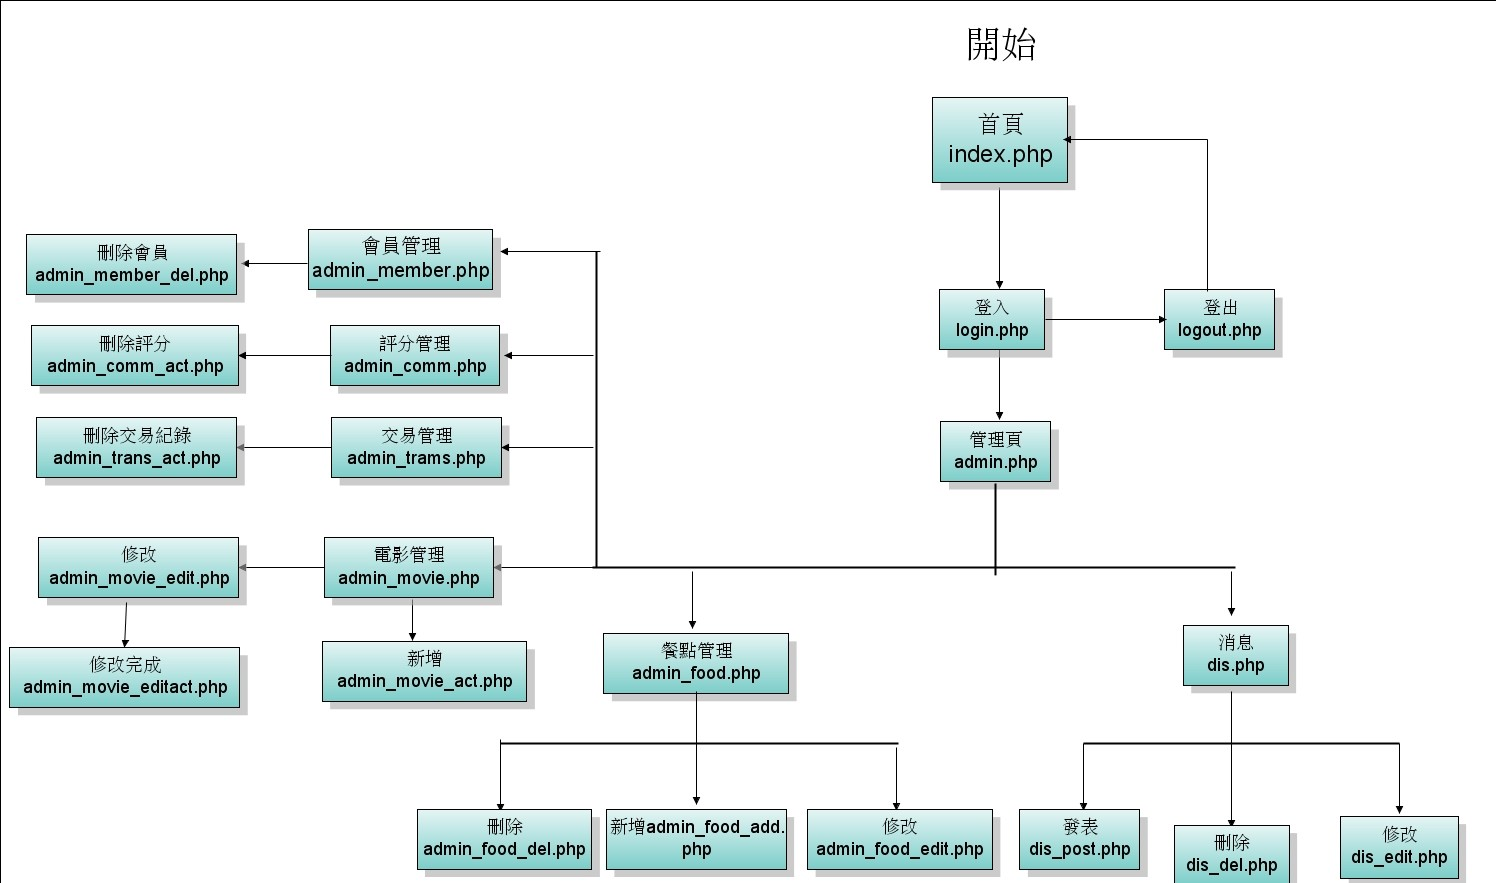 開始
首頁
index.php
會員管理
admin_member.php
刪除會員
admin_member_del.php
登入
login.php
登出
logout.php
刪除評分
admin_comm_act.php
評分管理
admin_comm.php
刪除交易紀錄
admin_trans_act.php
交易管理
admin_trams.php
管理頁
admin.php
修改
admin_movie_edit.php
電影管理
admin_movie.php
修改完成
admin_movie_editact.php
新增
admin_movie_act.php
餐點管理
admin_food.php
消息
dis.php
刪除
admin_food_del.php
新增admin_food_add.
php
修改
admin_food_edit.php
發表
dis_post.php
刪除
dis_del.php
修改
dis_edit.php